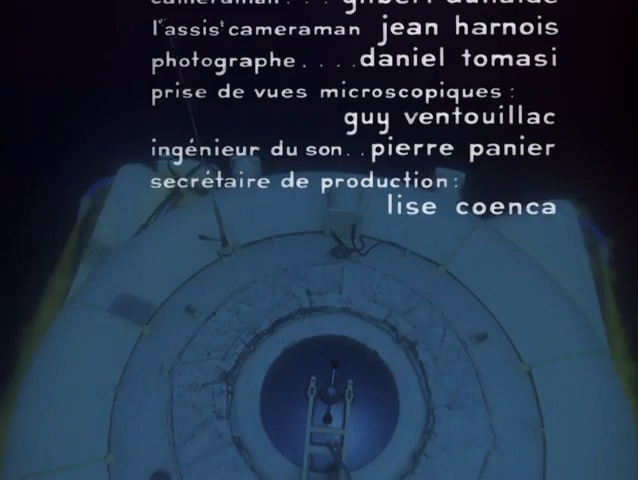 l'assis'cameraman jean harnois
photographe.... daniel tomasi
prise de vues microscopiques :
guy ventouillac
ingénieur du son.. pierre panier
secrétaire de production:
lise coenca